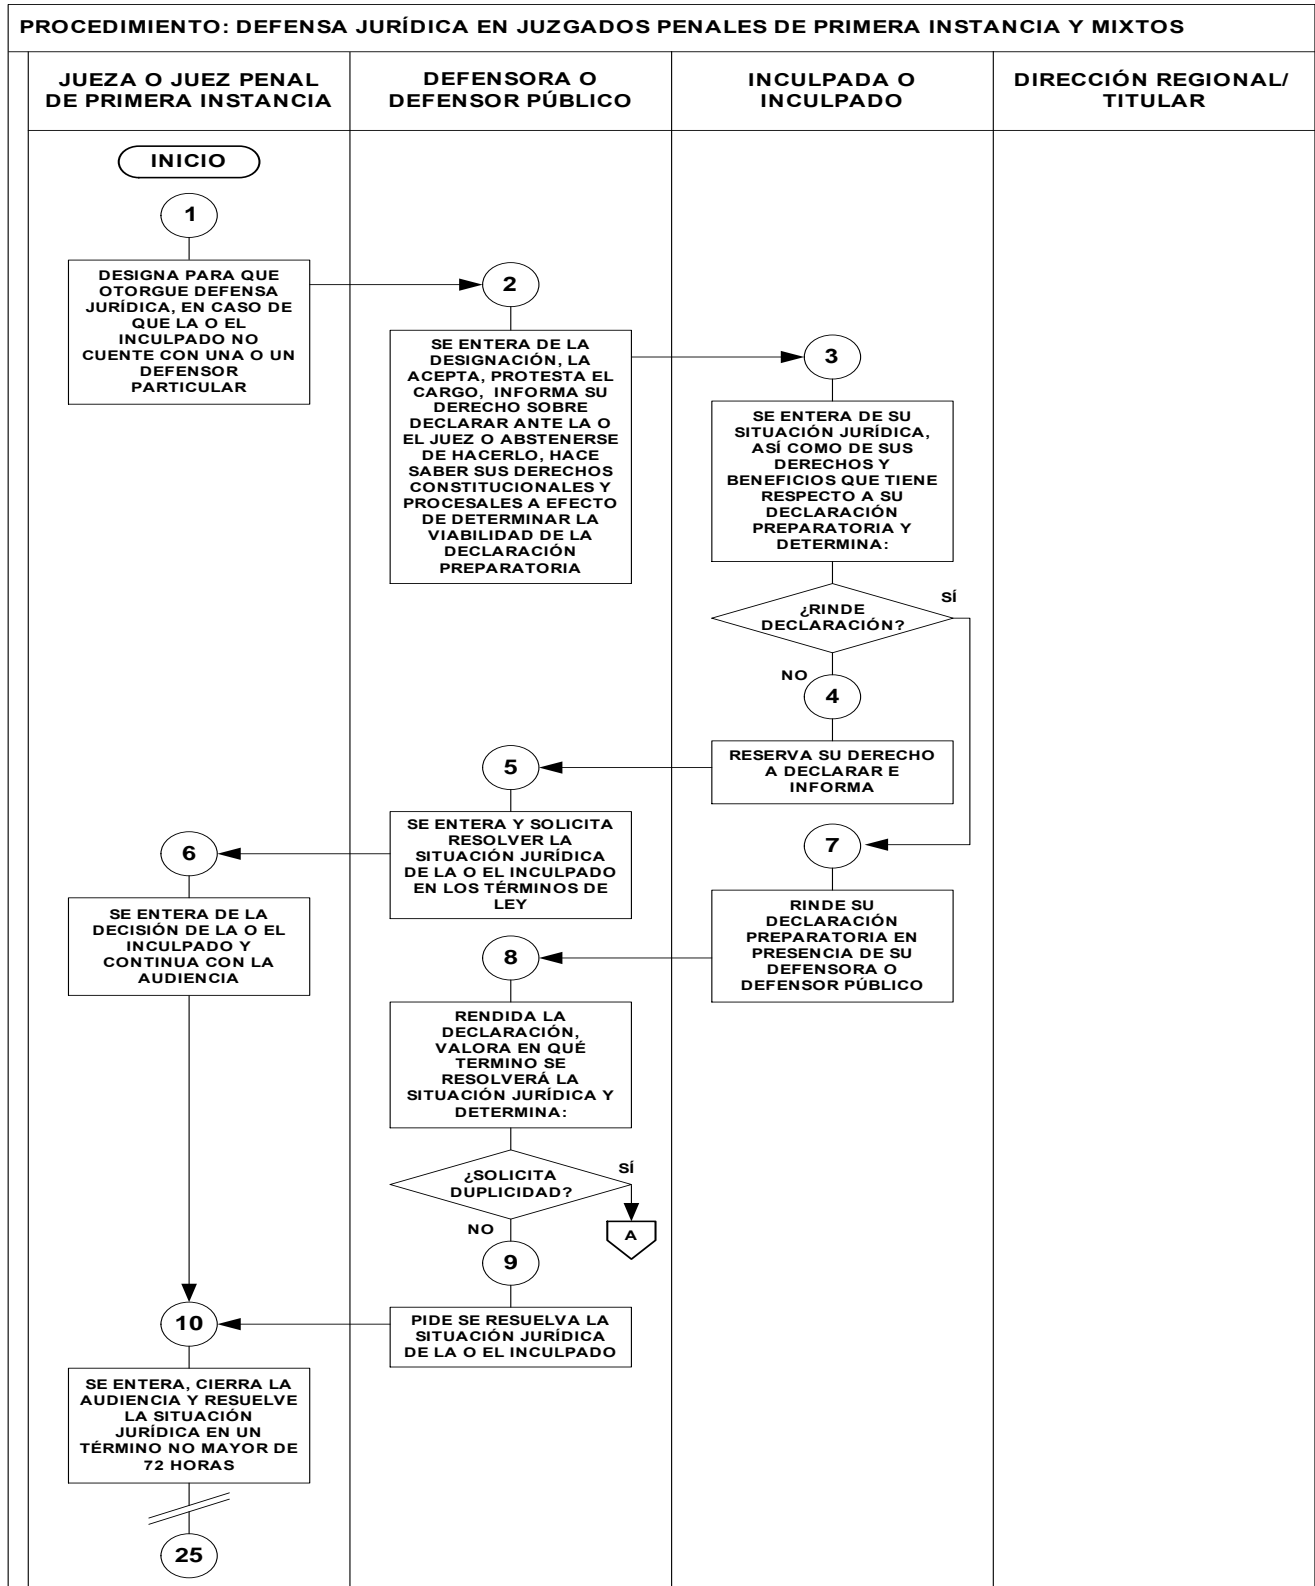 PROCEDIMIENTO: DEFENSA JURÍDICA EN JUZGADOS PENALES DE PRIMERA INSTANCIA Y MIXTOS
JUEZA O JUEZ PENAL
DE PRIMERA INSTANCIA
DEFENSORA O
DEFENSOR PÚBLICO
INCULPADA O
INCULPADO
DIRECCIÓN REGIONAL/
TITULAR
INICIO
1
DESIGNA PARA QUE
OTORGUE DEFENSA
JURÍDICA, EN CASO DE
QUE LA O EL
INCULPADO NO
CUENTE CON UNA O UN
DEFENSOR
PARTICULAR
2
SE ENTERA DE LA
DESIGNACIÓN, LA
ACEPTA, PROTESTA EL
CARGO, INFORMA SU
DERECHO SOBRE
DECLARAR ANTE LA O
EL JUEZ O ABSTENERSE
DE HACERLO, HACE
SABER SUS DERECHOS
CONSTITUCIONALES Y
PROCESALES A EFECTO
DE DETERMINAR LA
VIABILIDAD DE LA
DECLARACIÓN
PREPARATORIA
3
SE ENTERA DE SU
SITUACIÓN JURÍDICA,
ASÍ COMO DE SUS
DERECHOS Y
BENEFICIOS QUE TIENE
RESPECTO A SU
DECLARACIÓN
PREPARATORIA Y
DETERMINA:
¿RINDE
DECLARACIÓN?
SÍ
NO
4
RESERVA SU DERECHO
A DECLARAR E
INFORMA
5
SE ENTERA Y SOLICITA
RESOLVER LA
SITUACIÓN JURÍDICA
DE LA O EL INCULPADO
EN LOS TÉRMINOS DE
LEY
6
SE ENTERA DE LA
DECISIÓN DE LA O EL
INCULPADO Y
CONTINUA CON LA
AUDIENCIA
7
RINDE SU
DECLARACIÓN
PREPARATORIA EN
PRESENCIA DE SU
DEFENSORA O
DEFENSOR PÚBLICO
8
RENDIDA LA
DECLARACIÓN,
VALORA EN QUÉ
TERMINO SE
RESOLVERÁ LA
SITUACIÓN JURÍDICA Y
DETERMINA:
¿SOLICITA
DUPLICIDAD?
SÍ
A
NO
9
PIDE SE RESUELVA LA
SITUACIÓN JURÍDICA
DE LA O EL INCULPADO
10
SE ENTERA, CIERRA LA
AUDIENCIA Y RESUELVE
LA SITUACIÓN
JURÍDICA EN UN
TÉRMINO NO MAYOR DE
72 HORAS
25